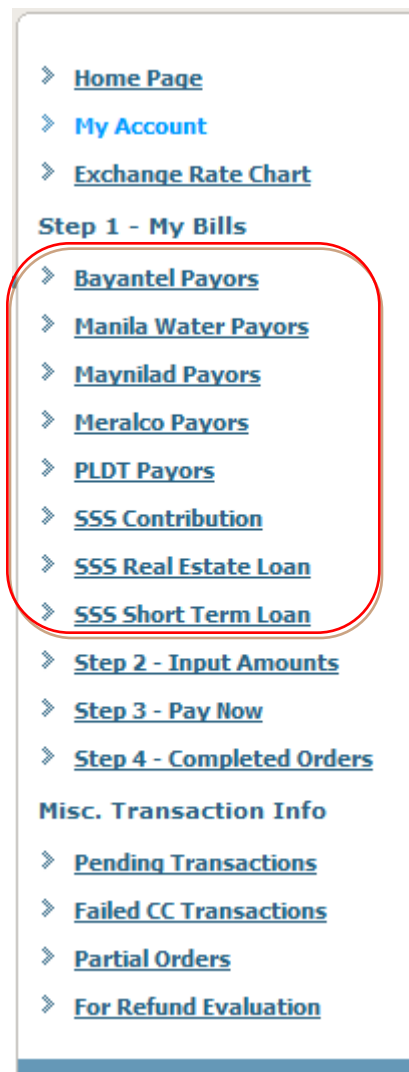 Home Page
My Account
Exchange Rate Chart
Step 1 - My Bills
Bayantel Payors
Manila Water Payors
Maynilad Payors
Meralco Payors
PLDT Payors
SSS Contribution
SSS Real Estate Loan
SSS Short Term Loan
Step 2 - Input Amounts
Step 3 - Pay Now
Step 4 - Completed Orders
Misc. Transaction Info
Pending Transactions
Failed CC Transactions
Partial Orders
For Refund Evaluation